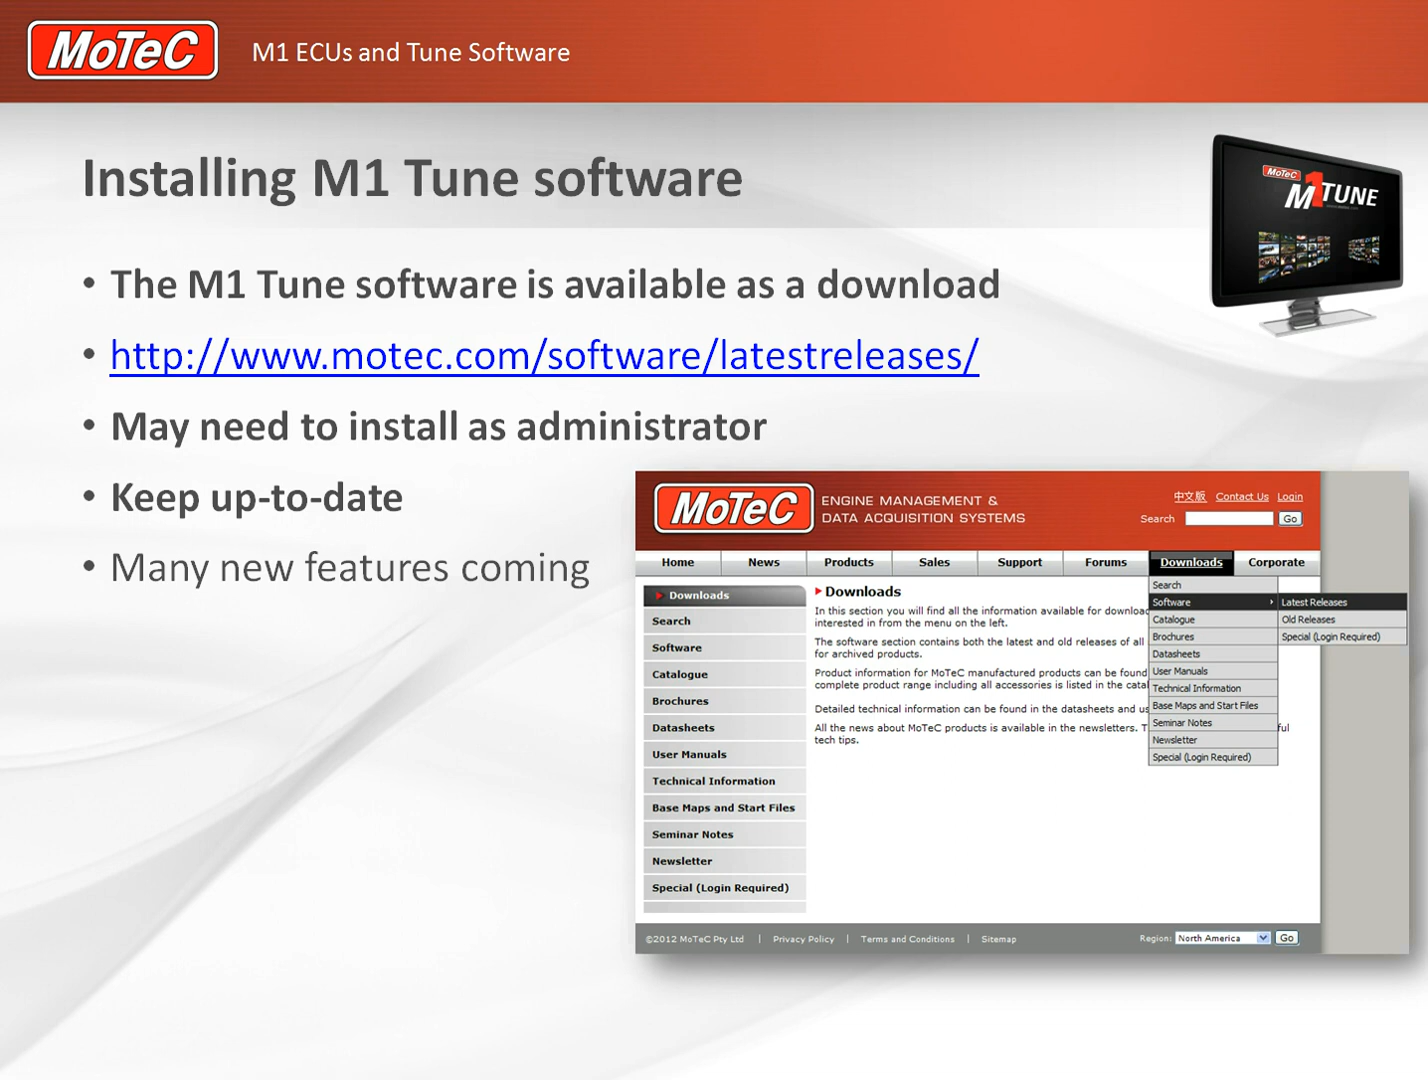 MoTeC
M1 ECUs and Tune Software
Installing M1 Tune software
MoTeC
M1TUNE
• The M1 Tune software is available as a download
• http://www.motec.com/software/latestreleases/
• May need to install as administrator
• Keep up-to-date
• Many new features coming
MoTeC
ENGINE MANAGEMENT &
DATA ACQUISITION SYSTEMS
中文版 Contact Us Login
Search Go
Home News Products Sales Support Forums Downloads Corporate
Downloads
Search
Software
Catalogue
Brochures
Datasheets
User Manuals
Technical Information
Base Maps and Start Files
Seminar Notes
Newsletter
Special (Login Required)
Downloads
In this section you will find all the information available for downloa
interested in from the menu on the left.
The software section contains both the latest and old releases of all
for archived products.
Product information for MoTeC manufactured products can be found
complete product range including all accessories is listed in the cata
Detailed technical information can be found in the datasheets and us
All the news about MoTeC products is available in the newsletters. T ful
tech tips.
Search
Software
Catalogue
Brochures
Datasheets
User Manuals
Technical Information
Base Maps and Start Files
Seminar Notes
Newsletter
Special (Login Required)
Latest Releases
Old Releases
Special (Login Required)
©2012 MoTeC Pty Ltd | Privacy Policy | Terms and Conditions | Sitemap
Region: North America Go